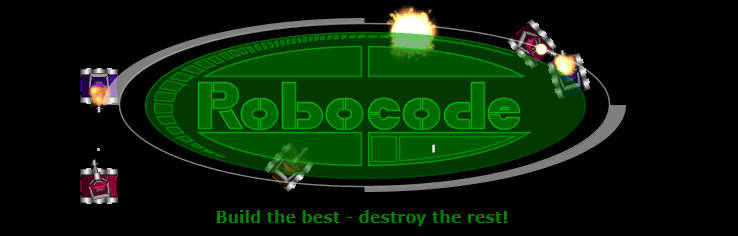 Robocode
Build the best - destroy the rest!